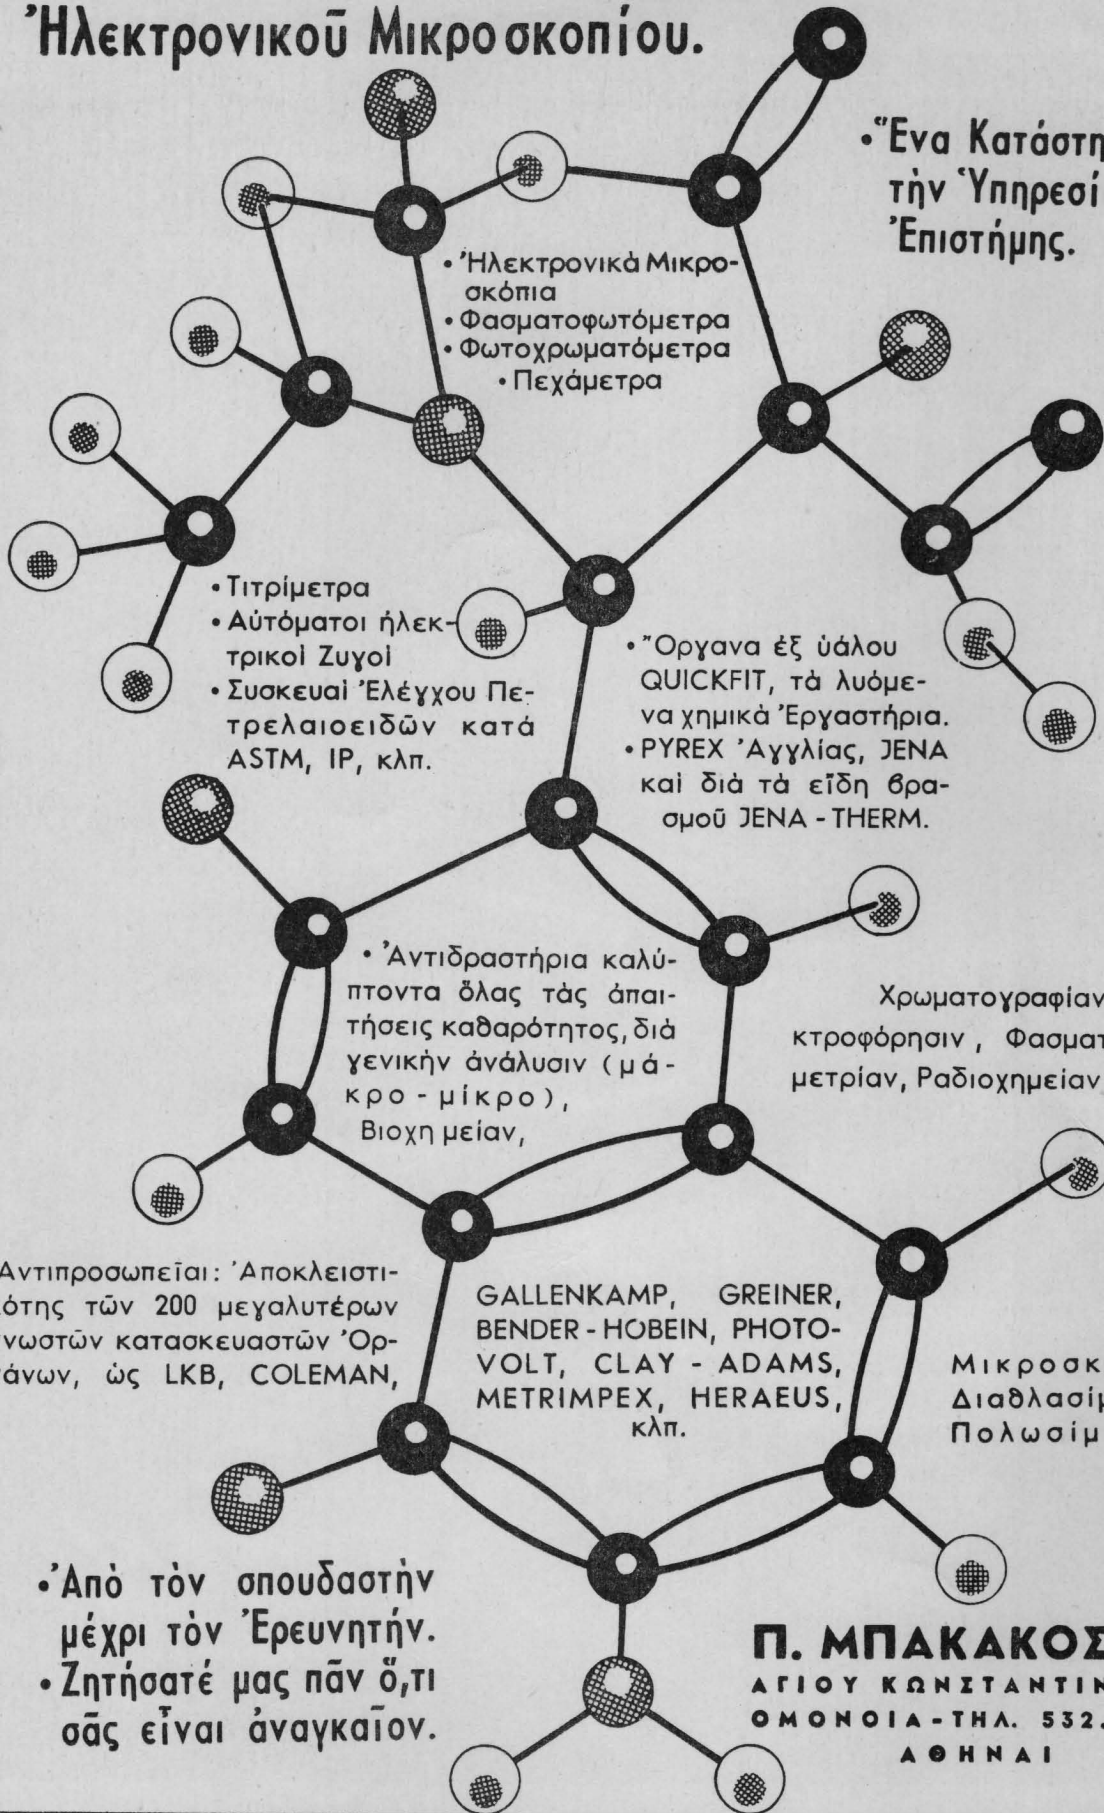 Ἠλεκτρονικοῦ Μικροσκοπίου.
•Ἕνα Κατάστη
τὴν Ὑπηρεσί
Ἐπιστήμης.
•Ἠλεκτρονικὰ Μικρο-
σκόπια
•Φασματοφωτόμετρα
•Φωτοχρωματόμετρα
•Πεχάμετρα
•Τιτρίμετρα
•Αὐτόματοι ἠλεκ-
τρικοὶ Ζυγοὶ
•Συσκευαὶ Ἐλέγχου Πε-
τρελαιοειδῶν κατά
ASTM, IP, κλπ.
•Ὄργανα ἐξ ὑάλου
QUICKFIT, τὰ λυόμε-
να χημικὰ Ἐργαστήρια.
•PYREX Ἀγγλίας, JENA
καὶ διὰ τὰ εἴδη βρα-
σμοῦ JENA - THERM.
•Ἀντιδραστήρια καλύ-
πτοντα ὅλας τὰς ἀπαι-
τήσεις καθαρότητος, διὰ
γενικὴν ἀνάλυσιν (μά-
κρο - μίκρο),
Βιοχημείαν,
Χρωματογραφίαν
κτροφόρησιν, Φασματ
μετρίαν, Ραδιοχημείαν
Ἀντιπροσωπεῖαι: Ἀποκλειστι-
ότης τῶν 200 μεγαλυτέρων
νωστῶν κατασκευαστῶν Ὀρ-
άνων, ὡς LKB, COLEMAN,
GALLENKAMP, GREINER,
BENDER - HOBEIN, PHOTO-
VOLT, CLAY - ADAMS,
METRIMPEX, HERAEUS,
κλπ.
Μικροσκ
Διαθλασίμ
Πολωσίμ
•Ἀπὸ τὸν σπουδαστὴν
μέχρι τὸν Ἐρευνητήν.
•Ζητήσατέ μας πᾶν ὅ,τι
σᾶς εἶναι ἀναγκαῖον.
Π. ΜΠΑΚΑΚΟΣ
ΑΓΙΟΥ ΚΩΝΣΤΑΝΤΙΝ
ΟΜΟΝΟΙΑ-ΤΗΛ. 532.
ΑΘΗΝΑΙ